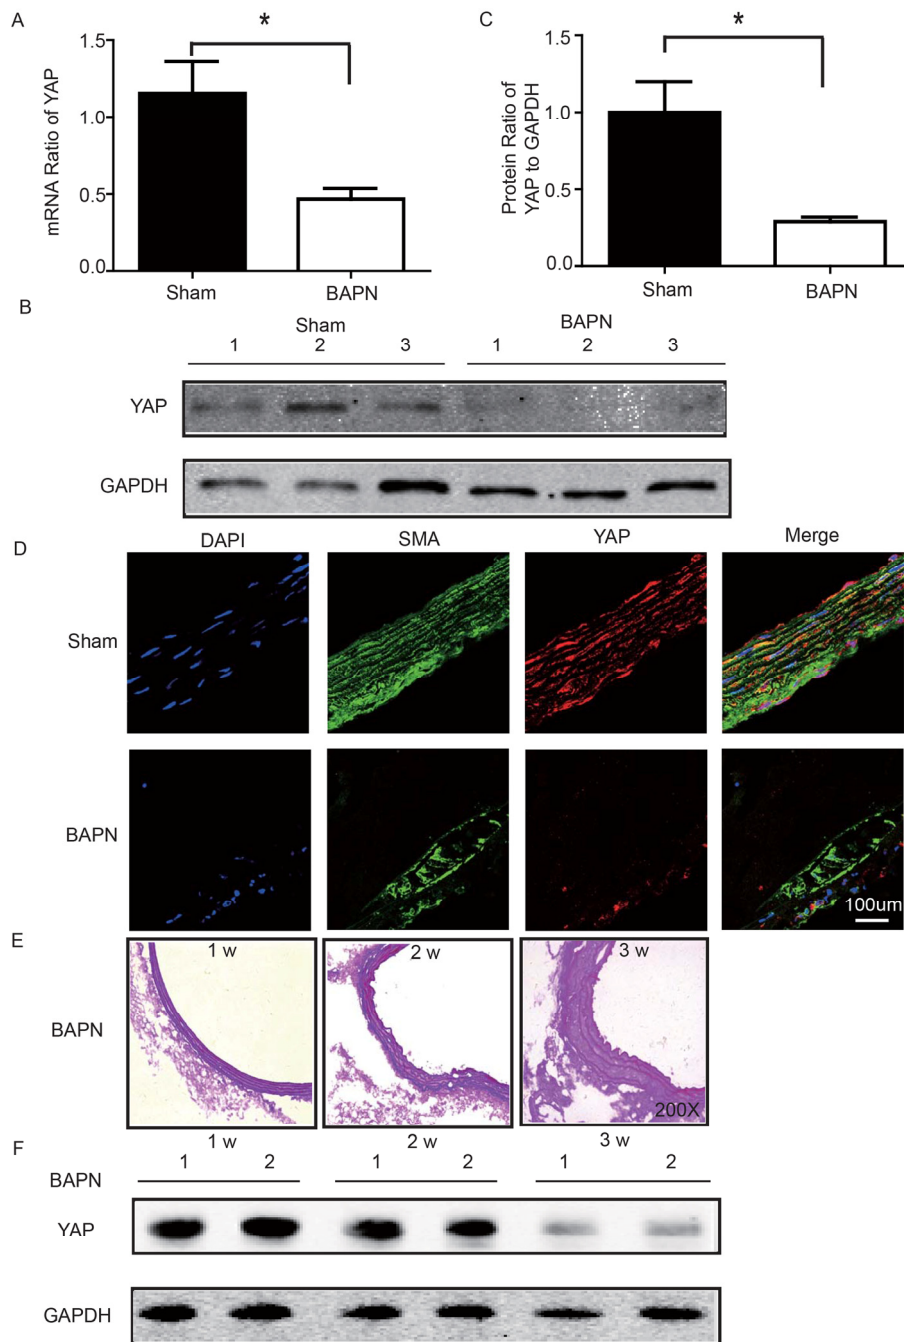 A
*
mRNA Ratio of YAP
1.5
1.0
0.5
0.0
Sham BAPN
C
*
Protein Ratio of
YAP to GAPDH
1.5
1.0
0.5
0.0
Sham BAPN
B
Sham BAPN
1 2 3 1 2 3
YAP
GAPDH
D
DAPI SMA YAP Merge
Sham
BAPN
100um
E
1 w 2 w 3 w
BAPN
200X
F
1 w 2 w 3 w
1 2 1 2 1 2
BAPN
YAP
GAPDH